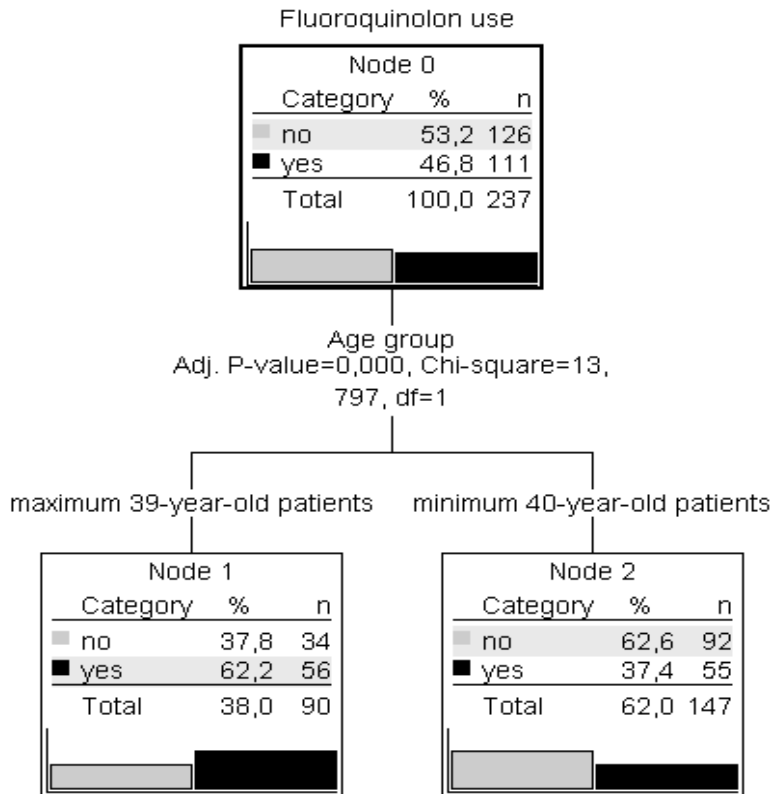 Fluoroquinolon use
Node 0
Category % n
no 53,2 126
yes 46,8 111
Total 100,0 237
Age group
Adj. P-value=0,000, Chi-square=13,
797, df=1
maximum 39-year-old patients
Node 1
Category % n
no 37,8 34
yes 62,2 56
Total 38,0 90
minimum 40-year-old patients
Node 2
Category % n
no 62,6 92
yes 37,4 55
Total 62,0 147